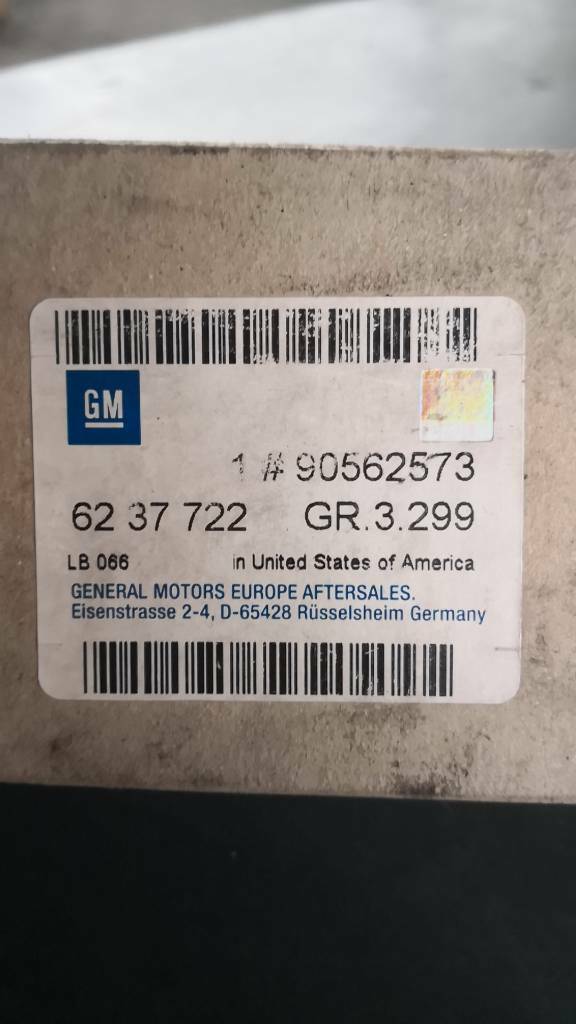 GM
1 # 90562573
62 37 722 GR.3.299
LB 066 in United States of America
GENERAL MOTORS EUROPE AFTERSALES.
Eisenstrasse 2-4, D-65428 Rüsselsheim Germany